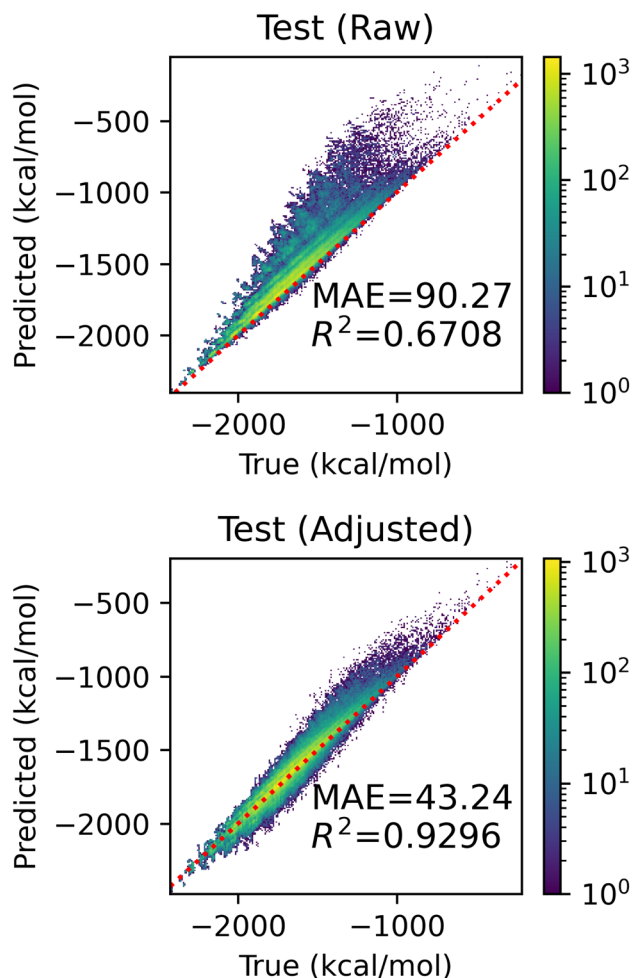 Test (Raw)
Predicted (kcal/mol)
−500
−1000
−1500
−2000
MAE=90.27
R²=0.6708
−2000
−1000
True (kcal/mol)
10³
10²
10¹
10⁰
Test (Adjusted)
Predicted (kcal/mol)
−500
−1000
−1500
−2000
MAE=43.24
R²=0.9296
−2000
−1000
True (kcal/mol)
10³
10²
10¹
10⁰